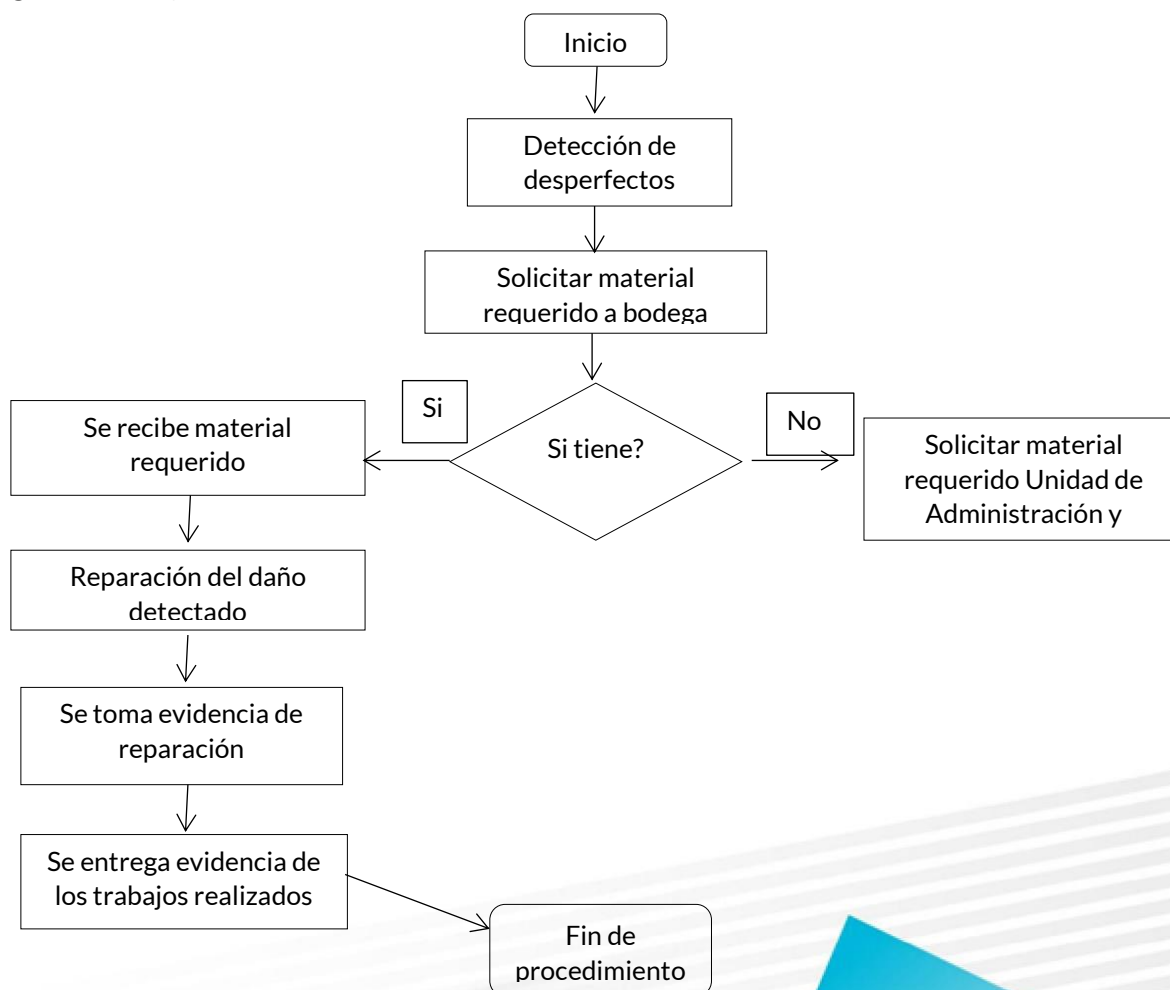 Inicio
Detección de
desperfectos
Solicitar material
requerido a bodega
Si tiene?
Si
No
Se recibe material
requerido
Solicitar material
requerido Unidad de
Administración y
Reparación del daño
detectado
Se toma evidencia de
reparación
Se entrega evidencia de
los trabajos realizados
Fin de
procedimiento